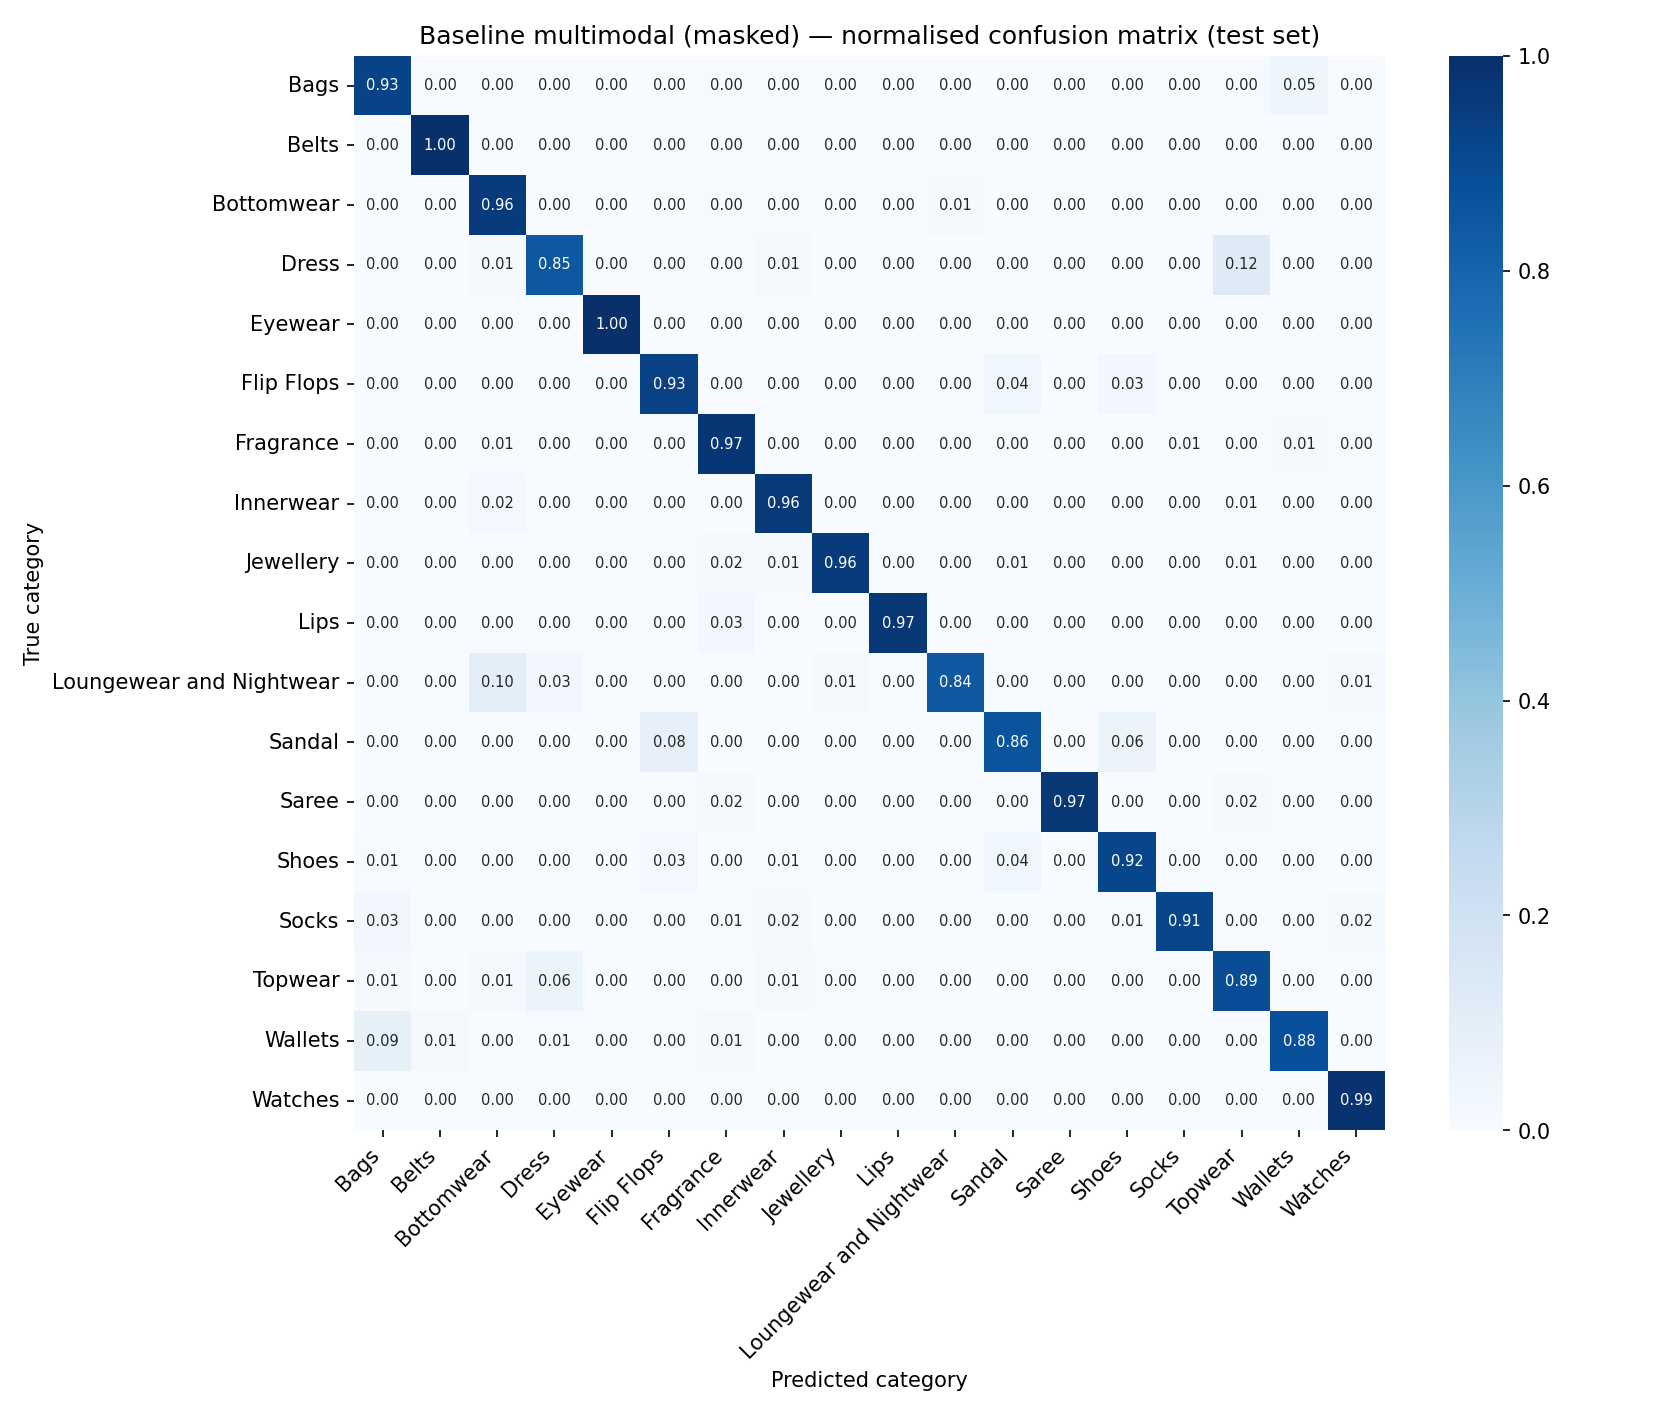 Baseline multimodal (masked) — normalised confusion matrix (test set)
Bags 0.93 0.00 0.00 0.00 0.00 0.00 0.00 0.00 0.00 0.00 0.00 0.00 0.00 0.00 0.00 0.00 0.05 0.00
Belts 0.00 1.00 0.00 0.00 0.00 0.00 0.00 0.00 0.00 0.00 0.00 0.00 0.00 0.00 0.00 0.00 0.00 0.00
Bottomwear 0.00 0.00 0.96 0.00 0.00 0.00 0.00 0.00 0.00 0.00 0.01 0.00 0.00 0.00 0.00 0.00 0.00 0.00
Dress 0.00 0.00 0.01 0.85 0.00 0.00 0.00 0.01 0.00 0.00 0.00 0.00 0.00 0.00 0.00 0.12 0.00 0.00
Eyewear 0.00 0.00 0.00 0.00 1.00 0.00 0.00 0.00 0.00 0.00 0.00 0.00 0.00 0.00 0.00 0.00 0.00 0.00
Flip Flops 0.00 0.00 0.00 0.00 0.00 0.93 0.00 0.00 0.00 0.00 0.00 0.04 0.00 0.03 0.00 0.00 0.00 0.00
Fragrance 0.00 0.00 0.01 0.00 0.00 0.00 0.97 0.00 0.00 0.00 0.00 0.00 0.00 0.00 0.01 0.00 0.01 0.00
Innerwear 0.00 0.00 0.02 0.00 0.00 0.00 0.00 0.96 0.00 0.00 0.00 0.00 0.00 0.00 0.00 0.01 0.00 0.00
Jewellery 0.00 0.00 0.00 0.00 0.00 0.00 0.02 0.01 0.96 0.00 0.00 0.01 0.00 0.00 0.00 0.01 0.00 0.00
Lips 0.00 0.00 0.00 0.00 0.00 0.00 0.03 0.00 0.00 0.97 0.00 0.00 0.00 0.00 0.00 0.00 0.00 0.00
Loungewear and Nightwear 0.00 0.00 0.10 0.03 0.00 0.00 0.00 0.00 0.01 0.00 0.84 0.00 0.00 0.00 0.00 0.00 0.00 0.01
Sandal 0.00 0.00 0.00 0.00 0.00 0.08 0.00 0.00 0.00 0.00 0.00 0.86 0.00 0.06 0.00 0.00 0.00 0.00
Saree 0.00 0.00 0.00 0.00 0.00 0.00 0.02 0.00 0.00 0.00 0.00 0.00 0.97 0.00 0.00 0.02 0.00 0.00
Shoes 0.01 0.00 0.00 0.00 0.00 0.03 0.00 0.01 0.00 0.00 0.00 0.04 0.00 0.92 0.00 0.00 0.00 0.00
Socks 0.03 0.00 0.00 0.00 0.00 0.00 0.01 0.02 0.00 0.00 0.00 0.00 0.00 0.01 0.91 0.00 0.00 0.02
Topwear 0.01 0.00 0.01 0.06 0.00 0.00 0.00 0.01 0.00 0.00 0.00 0.00 0.00 0.00 0.00 0.89 0.00 0.00
Wallets 0.09 0.01 0.00 0.01 0.00 0.00 0.01 0.00 0.00 0.00 0.00 0.00 0.00 0.00 0.00 0.00 0.88 0.00
Watches 0.00 0.00 0.00 0.00 0.00 0.00 0.00 0.00 0.00 0.00 0.00 0.00 0.00 0.00 0.00 0.00 0.00 0.99
True category
Bags
Belts
Bottomwear
Dress
Eyewear
Flip Flops
Fragrance
Innerwear
Jewellery
Lips
Loungewear and Nightwear
Sandal
Saree
Shoes
Socks
Topwear
Wallets
Watches
Predicted category
1.0
0.8
0.6
0.4
0.2
0.0